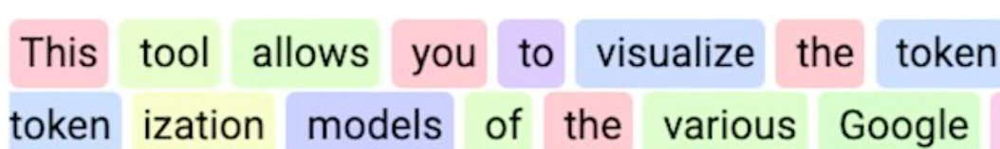 This tool allows you to visualize the token
token ization models of the various Google